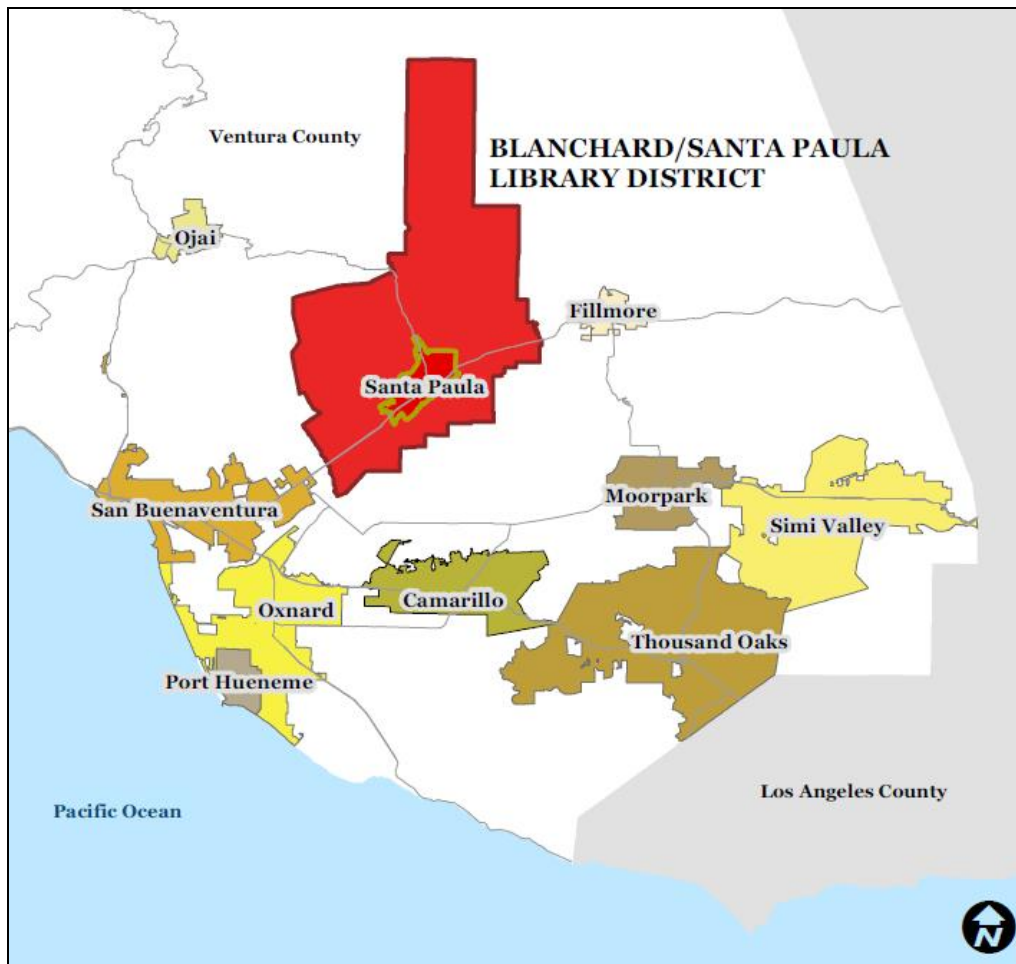 Ventura County
BLANCHARD/SANTA PAULA
LIBRARY DISTRICT
Ojai
Fillmore
Santa Paula
San Buenaventura
Moorpark
Simi Valley
Camarillo
Oxnard
Thousand Oaks
Port Hueneme
Los Angeles County
Pacific Ocean
N